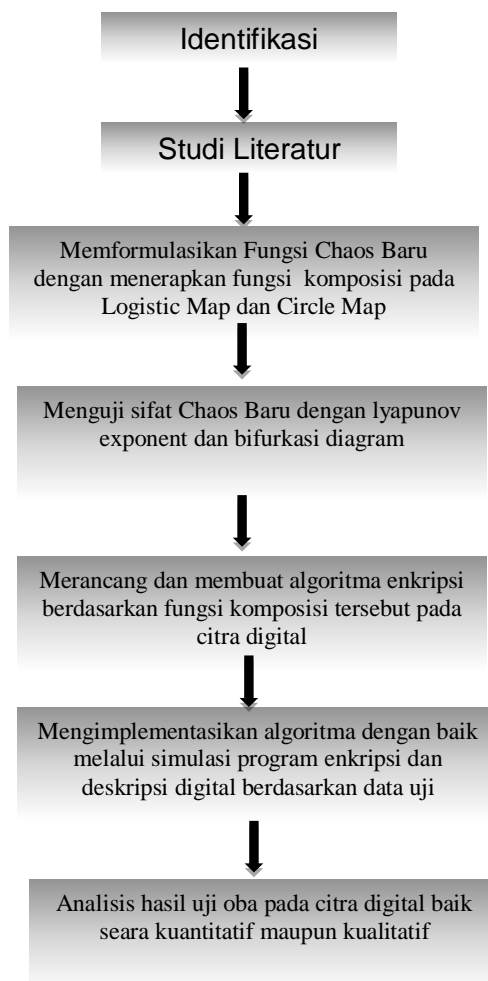 Identifikasi
Studi Literatur
Memformulasikan Fungsi Chaos Baru
dengan menerapkan fungsi komposisi pada
Logistic Map dan Circle Map
Menguji sifat Chaos Baru dengan lyapunov
exponent dan bifurkasi diagram
Merancang dan membuat algoritma enkripsi
berdasarkan fungsi komposisi tersebut pada
citra digital
Mengimplementasikan algoritma dengan baik
melalui simulasi program enkripsi dan
deskripsi digital berdasarkan data uji
Analisis hasil uji oba pada citra digital baik
seara kuantitatif maupun kualitatif